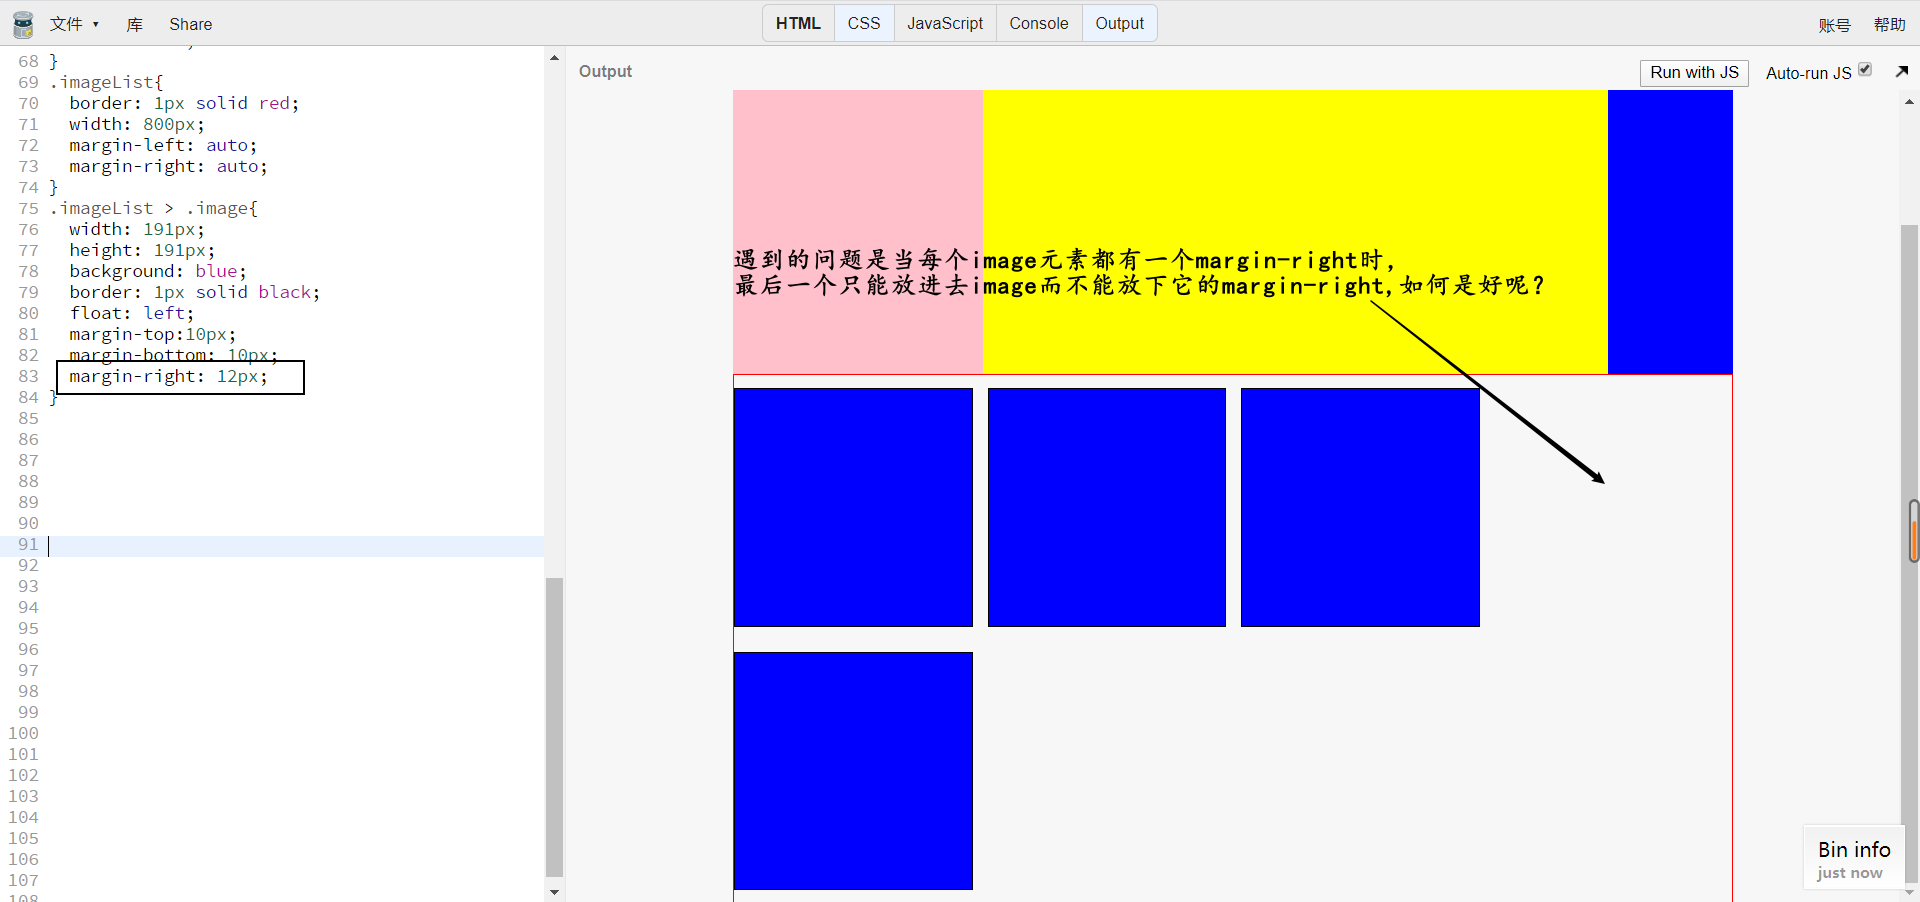 文件 ▾ 库 Share HTML CSS JavaScript Console Output 账号 帮助
68 }
69 .imageList{
70   border: 1px solid red;
71   width: 800px;
72   margin-left: auto;
73   margin-right: auto;
74 }
75 .imageList > .image{
76   width: 191px;
77   height: 191px;
78   background: blue;
79   border: 1px solid black;
80   float: left;
81   margin-top:10px;
82   margin-bottom: 10px;
83   margin-right: 12px;
84 }
85
86
87
88
89
90
91
92
93
94
95
96
97
98
99
100
101
102
103
104
105
106
107
108
Output Run with JS Auto-run JS
遇到的问题是当每个image元素都有一个margin-right时,
最后一个只能放进去image而不能放下它的margin-right,如何是好呢?
Bin info
just now